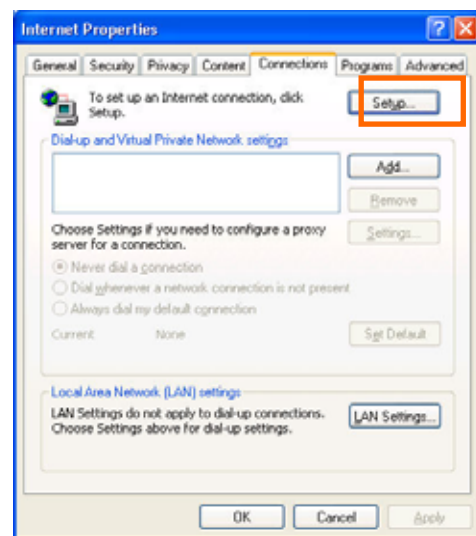 Internet Properties
General Security Privacy Content Connections Programs Advanced
To set up an Internet connection, click
Setup.
Setup...
Dial-up and Virtual Private Network settings
Add...
Remove
Choose Settings if you need to configure a proxy
server for a connection.
Settings...
Never dial a connection
Dial whenever a network connection is not present
Always dial my default connection
Current None
Set Default
Local Area Network (LAN) settings
LAN Settings do not apply to dial-up connections.
Choose Settings above for dial-up settings.
LAN Settings...
OK Cancel Apply